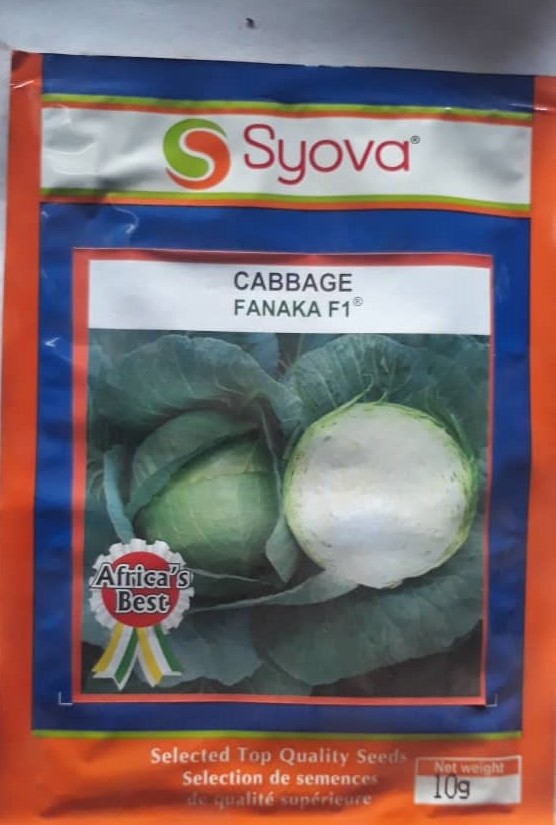 Syova®
CABBAGE
FANAKA F1®
Africa's
Best
Selected Top Quality Seeds
Selection de semences
de qualité supérieure
Net weight
10g